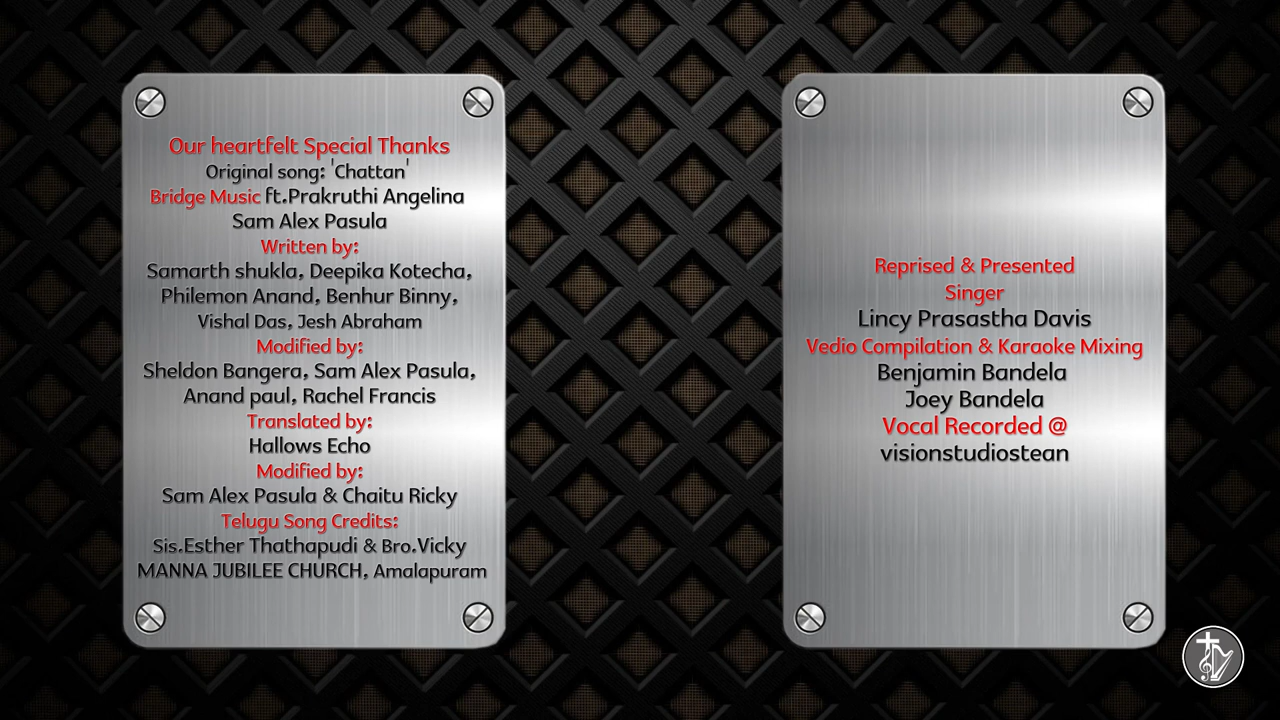 Our heartfelt Special Thanks
Original song: 'Chattan'
Bridge Music ft.Prakruthi Angelina
Sam Alex Pasula
Written by:
Samarth shukla, Deepika Kotecha,
Philemon Anand, Benhur Binny,
Vishal Das, Jesh Abraham
Modified by:
Sheldon Bangera, Sam Alex Pasula,
Anand paul, Rachel Francis
Translated by:
Hallows Echo
Modified by:
Sam Alex Pasula & Chaitu Ricky
Telugu Song Credits:
Sis.Esther Thathapudi & Bro.Vicky
MANNA JUBILEE CHURCH, Amalapuram
Reprised & Presented
Singer
Lincy Prasastha Davis
Vedio Compilation & Karaoke Mixing
Benjamin Bandela
Joey Bandela
Vocal Recorded @
visionstudiostean